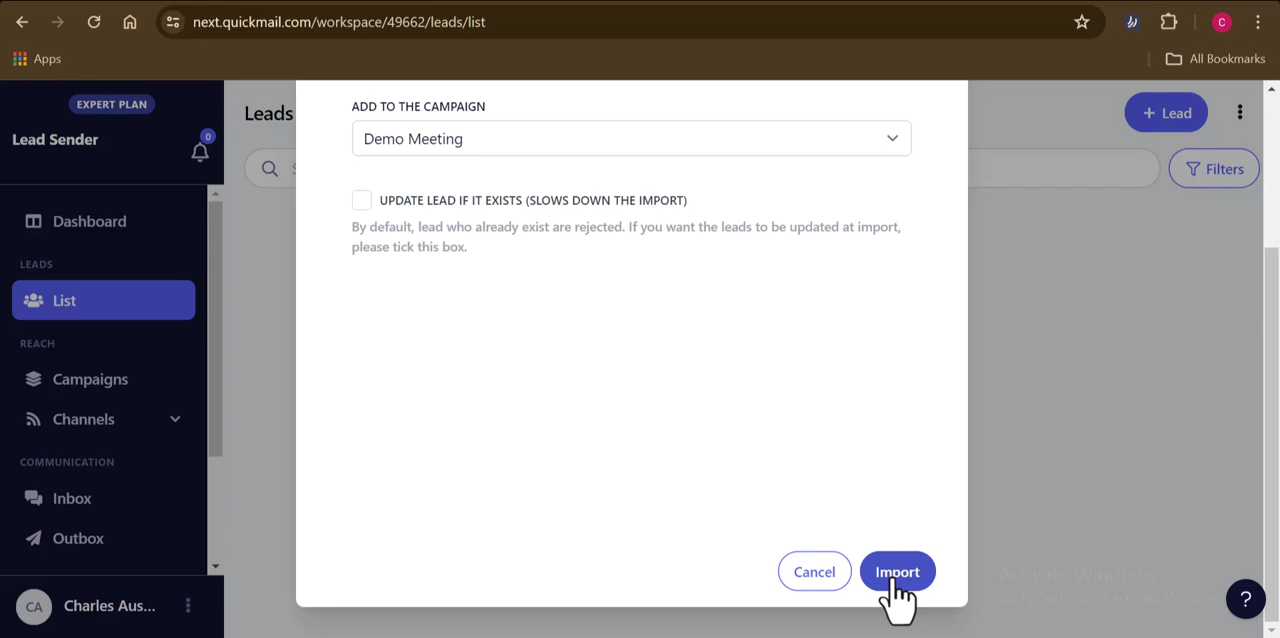 next.quickmail.com/workspace/49662/leads/list
C
Apps
All Bookmarks
EXPERT PLAN
Lead Sender
0
Dashboard
LEADS
List
REACH
Campaigns
Channels
COMMUNICATION
Inbox
Outbox
CA
Charles Aus...
Leads
+ Lead
Filters
ADD TO THE CAMPAIGN
Demo Meeting
UPDATE LEAD IF IT EXISTS (SLOWS DOWN THE IMPORT)
By default, lead who already exist are rejected. If you want the leads to be updated at import,
please tick this box.
Cancel
Import
Activate Windows
?